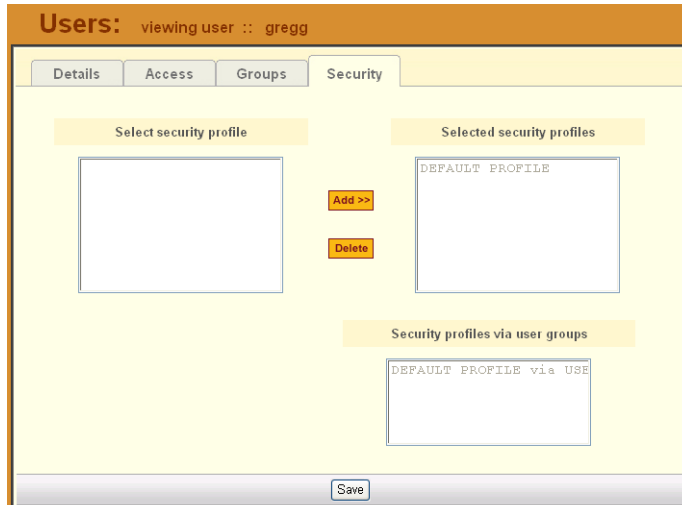 Users: viewing user :: gregg
Details Access Groups Security
Select security profile
Selected security profiles
DEFAULT PROFILE
Add >>
Delete
Security profiles via user groups
DEFAULT PROFILE via USE
Save